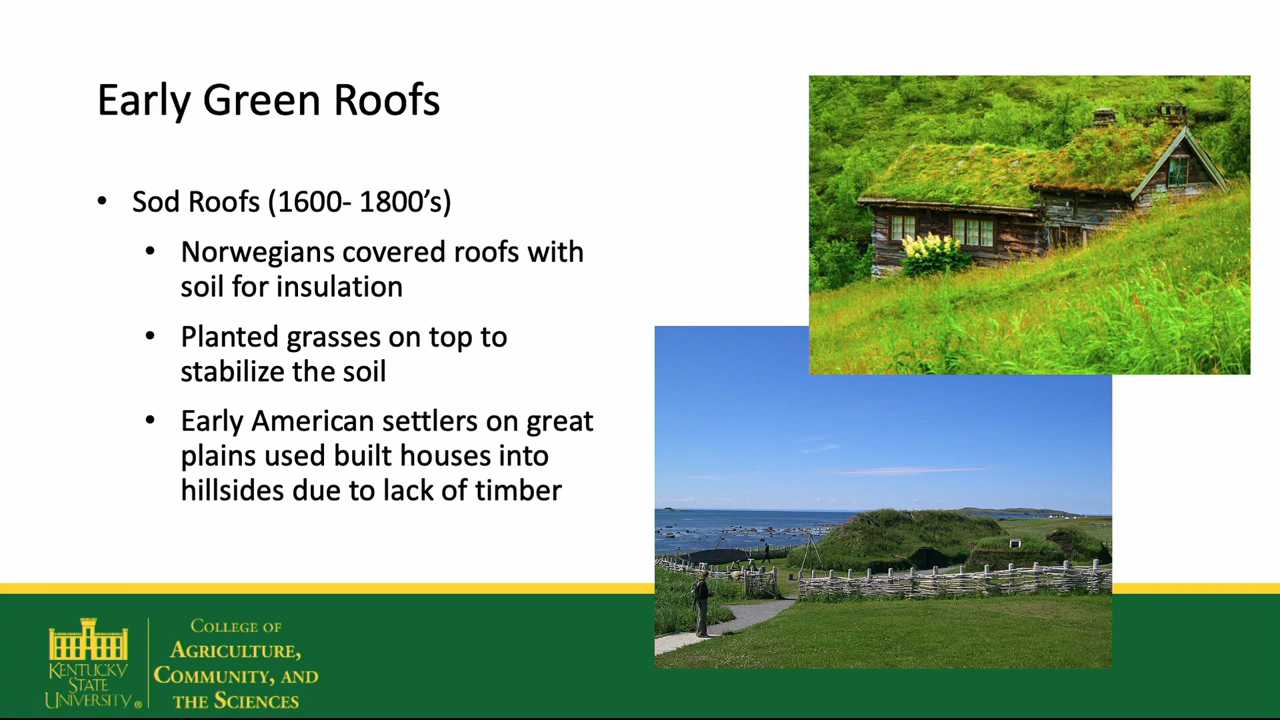 Early Green Roofs
• Sod Roofs (1600- 1800’s)
• Norwegians covered roofs with
soil for insulation
• Planted grasses on top to
stabilize the soil
• Early American settlers on great
plains used built houses into
hillsides due to lack of timber
KENTUCKY
STATE
UNIVERSITY®
COLLEGE OF
AGRICULTURE,
COMMUNITY, AND
THE SCIENCES